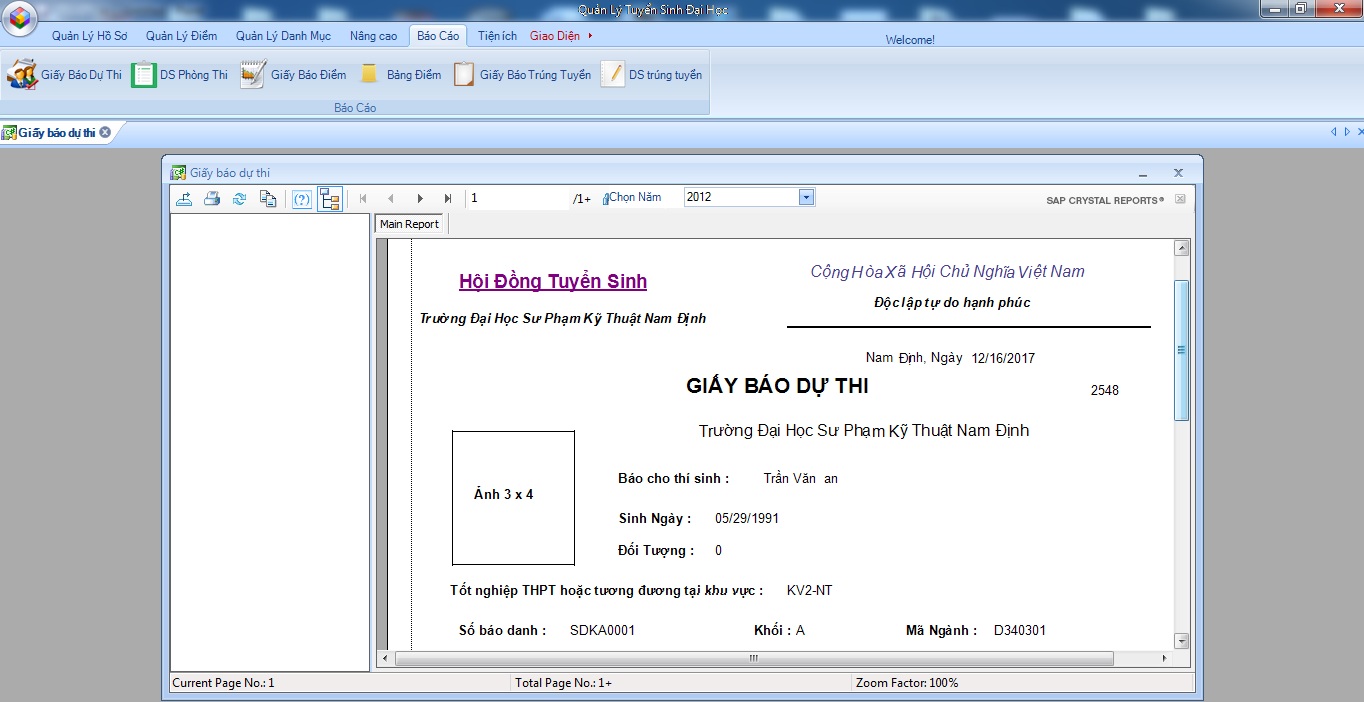 Quản Lý Tuyển Sinh Đại Học
Quản Lý Hồ Sơ Quản Lý Điểm Quản Lý Danh Mục Nâng cao Báo Cáo Tiện ích Giao Diện Welcome!
Giấy Báo Dự Thi DS Phòng Thi Giấy Báo Điểm Bảng Điểm Giấy Báo Trúng Tuyển DS trúng tuyển
Báo Cáo
Giấy báo dự thi
Giấy báo dự thi
1 /1+ Chọn Năm 2012 SAP CRYSTAL REPORTS®
Main Report
Hội Đồng Tuyển Sinh
Cộng Hòa Xã Hội Chủ Nghĩa Việt Nam
Độc lập tự do hạnh phúc
Trường Đại Học Sư Phạm Kỹ Thuật Nam Định
Nam Định, Ngày 12/16/2017
GIẤY BÁO DỰ THI
2548
Trường Đại Học Sư Phạm Kỹ Thuật Nam Định
Ảnh 3 x 4
Báo cho thí sinh : Trần Văn an
Sinh Ngày : 05/29/1991
Đối Tượng : 0
Tốt nghiệp THPT hoặc tương đương tại khu vực : KV2-NT
Số báo danh : SDKA0001 Khối : A Mã Ngành : D340301
Current Page No.: 1 Total Page No.: 1+ Zoom Factor: 100%